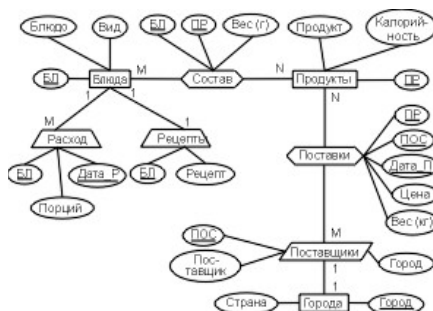 Блюдо
Вид
БЛ
ПР
Вес (г)
Продукт
Калорий-
ность
БЛ
Блюда
М
Состав
N
Продукты
ПР
1
1
N
М
1
Расход
Рецепты
ПР
ПОС
БЛ
Дата_Р
БЛ
Рецепт
Поставки
Дата_П
Цена
Порций
Вес (кг)
ПОС
М
Пос-
тавщик
Поставщики
Город
1
1
Страна
Города
Город